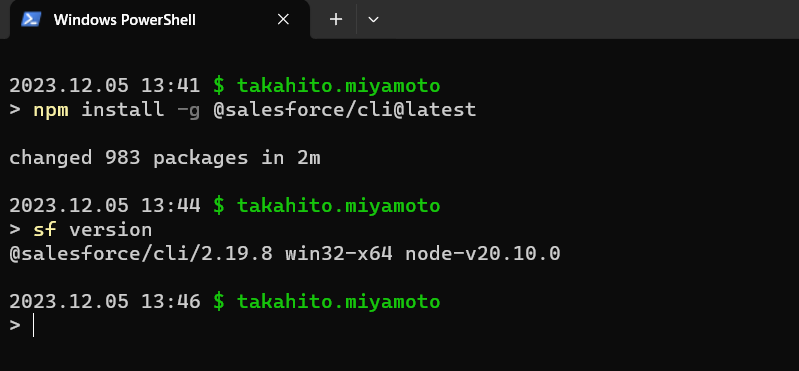 Windows PowerShell
2023.12.05 13:41 $ takahito.miyamoto
> npm install -g @salesforce/cli@latest
changed 983 packages in 2m
2023.12.05 13:44 $ takahito.miyamoto
> sf version
@salesforce/cli/2.19.8 win32-x64 node-v20.10.0
2023.12.05 13:46 $ takahito.miyamoto
>